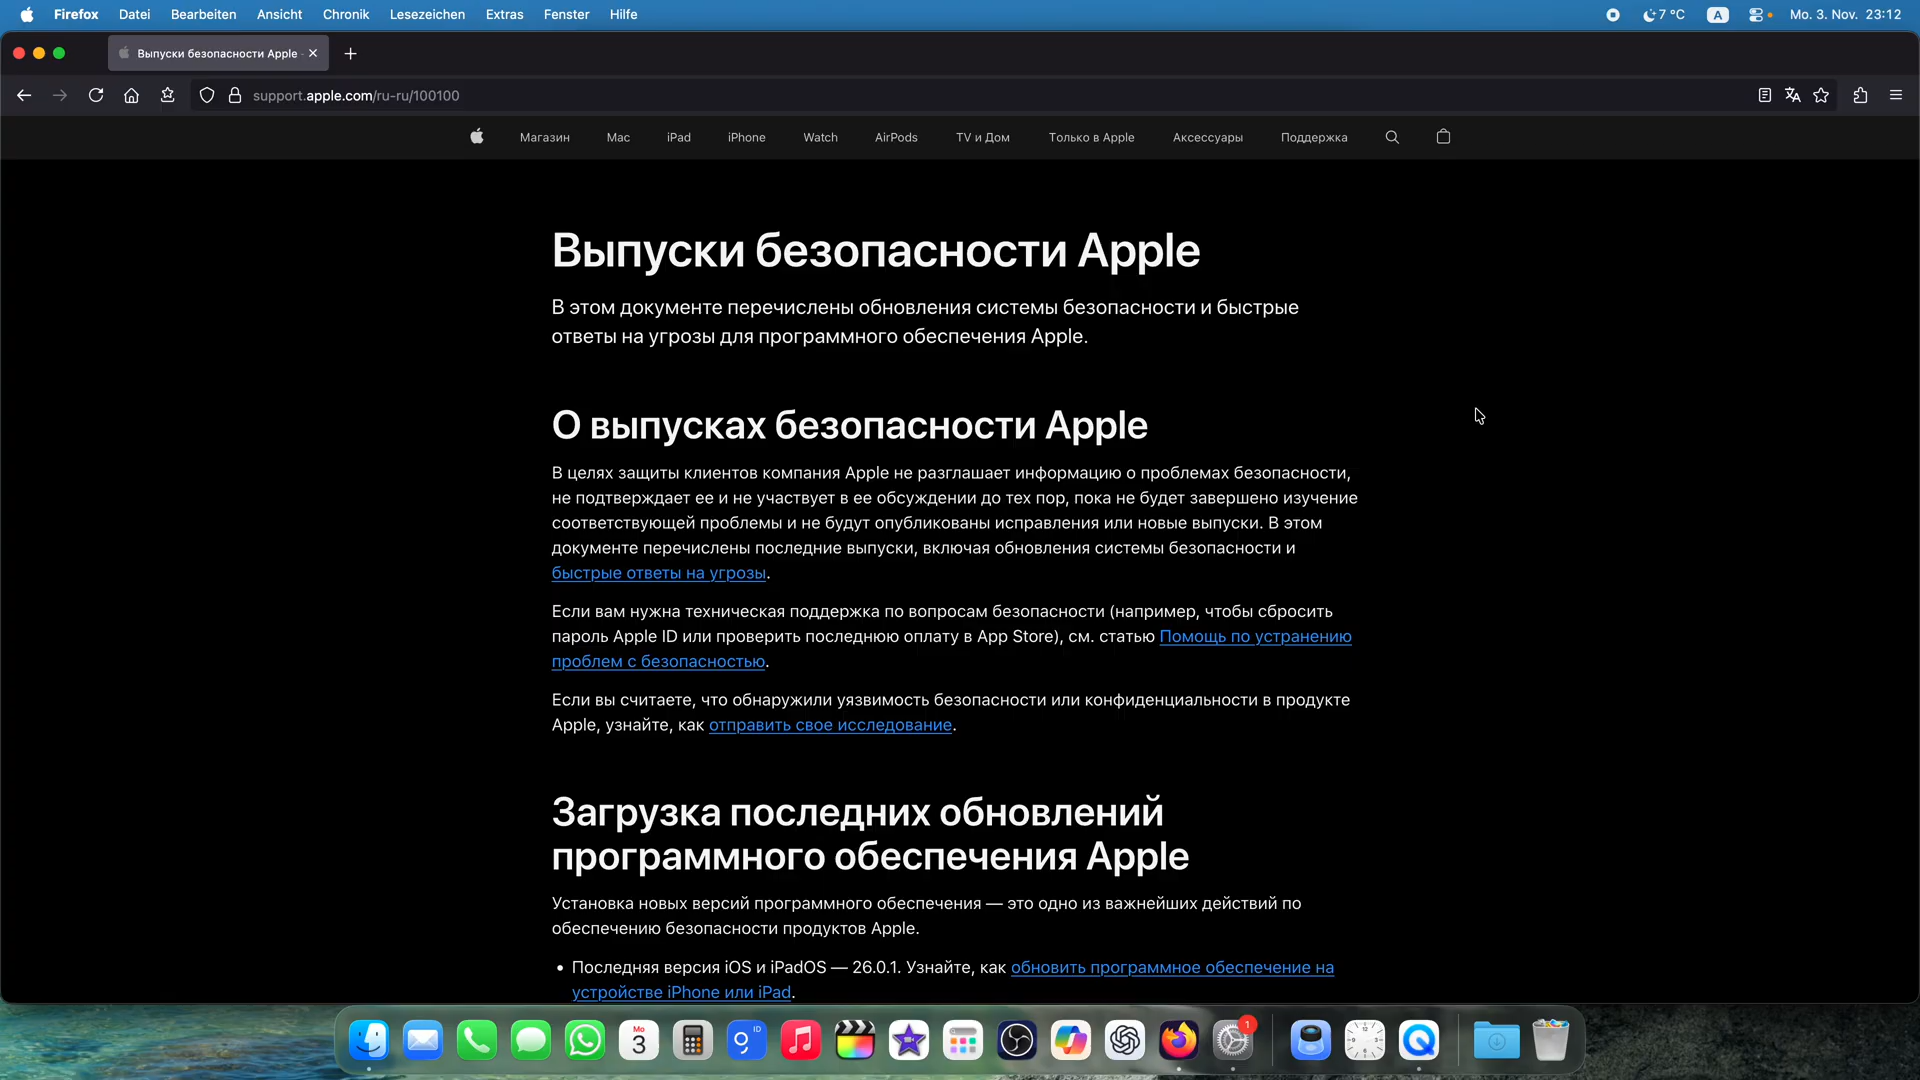 Firefox Datei Bearbeiten Ansicht Chronik Lesezeichen Extras Fenster Hilfe 7 °C A Mo. 3. Nov. 23:12
Выпуски безопасности Apple
support.apple.com/ru-ru/100100
Магазин Mac iPad iPhone Watch AirPods TV и Дом Только в Apple Аксессуары Поддержка
Выпуски безопасности Apple
В этом документе перечислены обновления системы безопасности и быстрые
ответы на угрозы для программного обеспечения Apple.
О выпусках безопасности Apple
В целях защиты клиентов компания Apple не разглашает информацию о проблемах безопасности,
не подтверждает ее и не участвует в ее обсуждении до тех пор, пока не будет завершено изучение
соответствующей проблемы и не будут опубликованы исправления или новые выпуски. В этом
документе перечислены последние выпуски, включая обновления системы безопасности и
быстрые ответы на угрозы.
Если вам нужна техническая поддержка по вопросам безопасности (например, чтобы сбросить
пароль Apple ID или проверить последнюю оплату в App Store), см. статью Помощь по устранению
проблем с безопасностью.
Если вы считаете, что обнаружили уязвимость безопасности или конфиденциальности в продукте
Apple, узнайте, как отправить свое исследование.
Загрузка последних обновлений
программного обеспечения Apple
Установка новых версий программного обеспечения — это одно из важнейших действий по
обеспечению безопасности продуктов Apple.
• Последняя версия iOS и iPadOS — 26.0.1. Узнайте, как обновить программное обеспечение на
устройстве iPhone или iPad.
Mo
3
ID
1